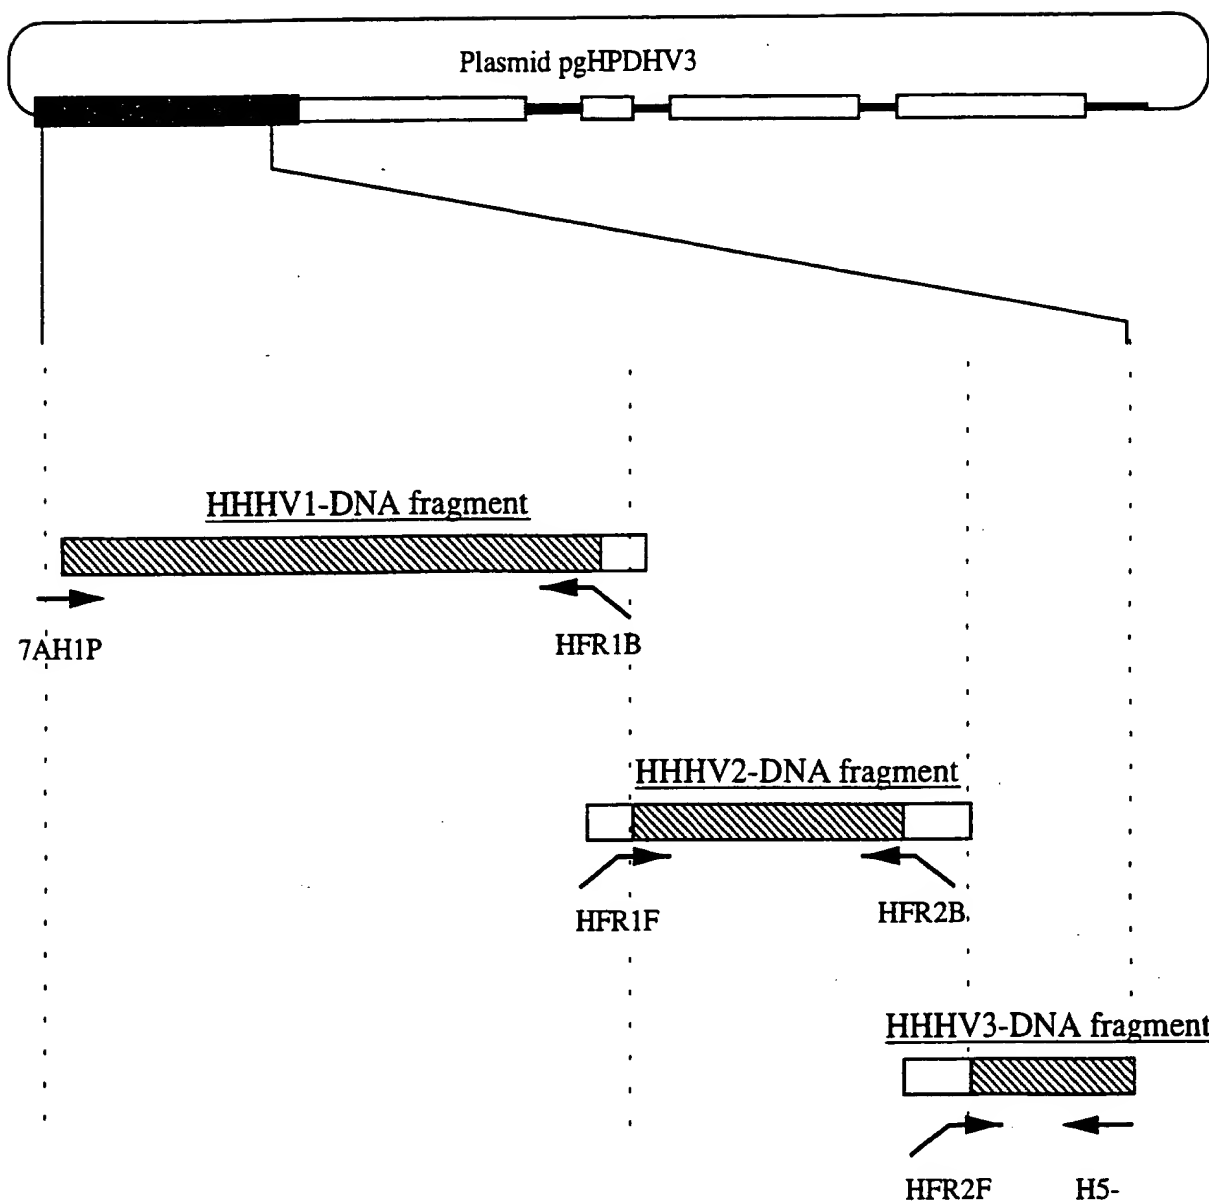 Plasmid pgHPDHV3
HHHV1-DNA fragment
7AH1P
HFR1B
HHHV2-DNA fragment
HFR1F
HFR2B
HHHV3-DNA fragment
HFR2F
H5-